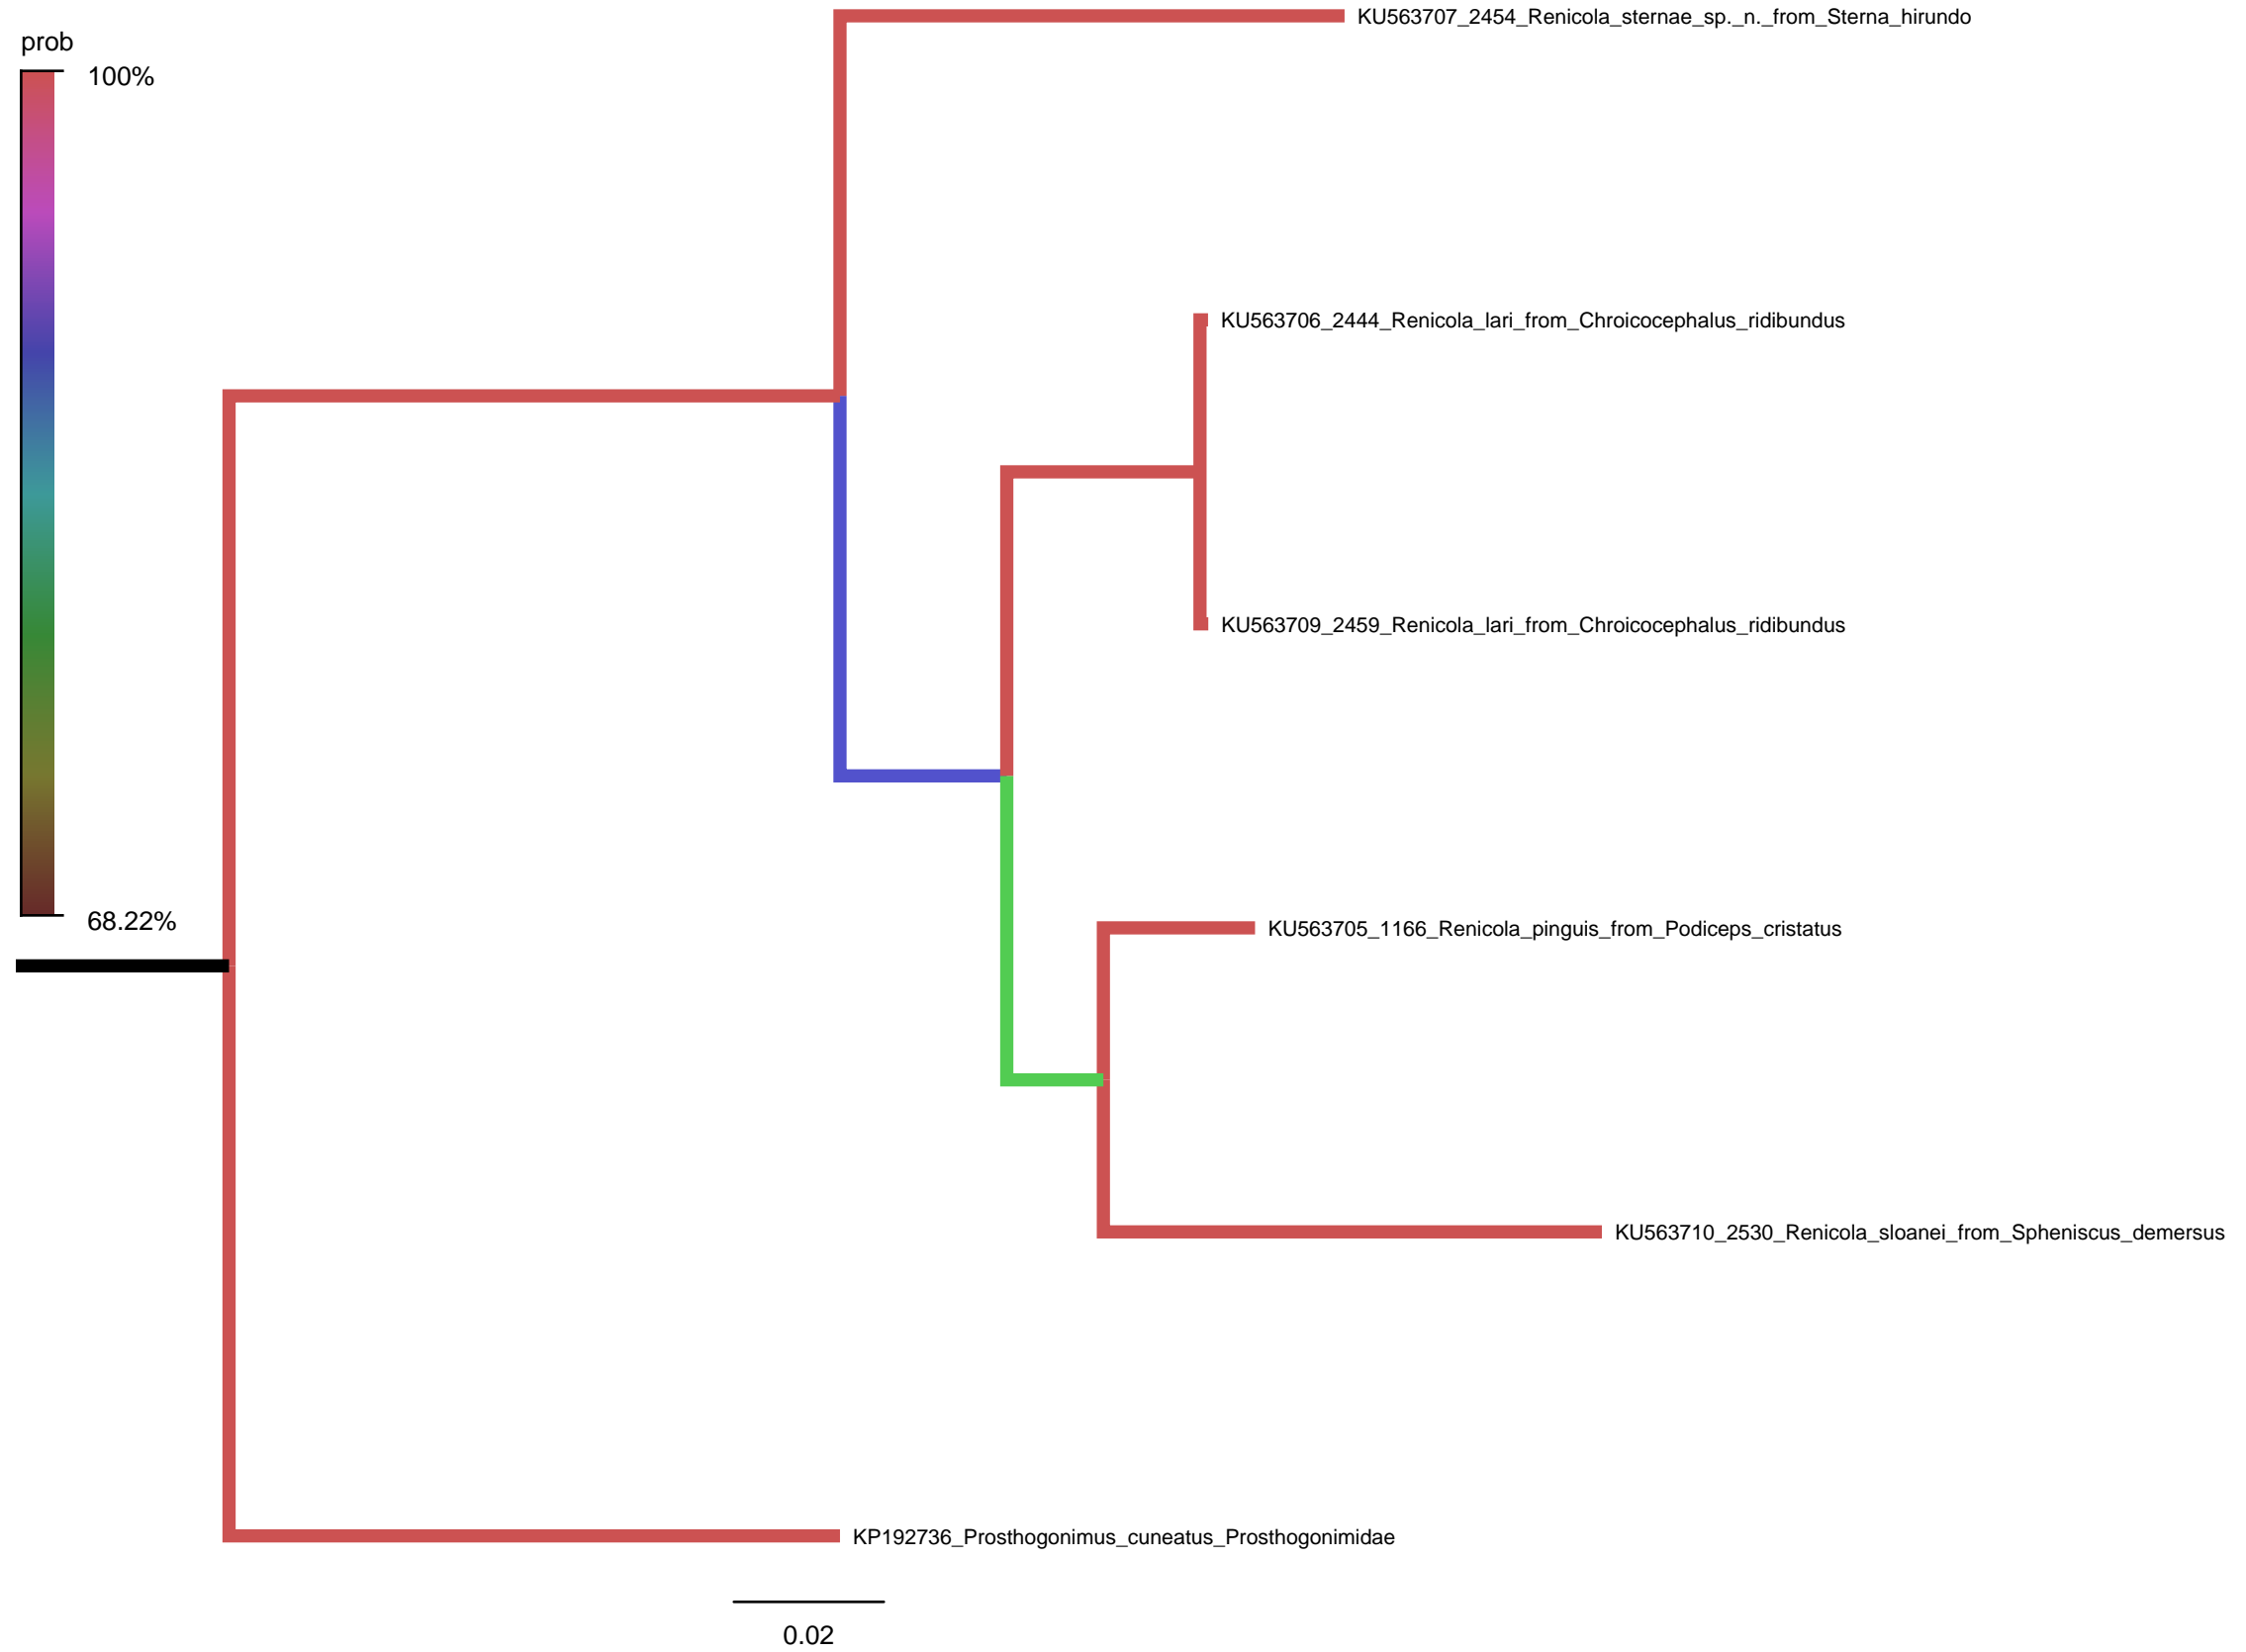 KU563707_2454_Renicola_sternae_sp._n._from_Sterna_hirundo
prob
100%
KU563706_2444_Renicola_lari_from_Chroicocephalus_ridibundus
KU563709_2459_Renicola_lari_from_Chroicocephalus_ridibundus
68.22%
KU563705_1166_Renicola_pinguis_from_Podiceps_cristatus
KU563710_2530_Renicola_sloanei_from_Spheniscus_demersus
KP192736_Prosthogonimus_cuneatus_Prosthogonimidae
0.02